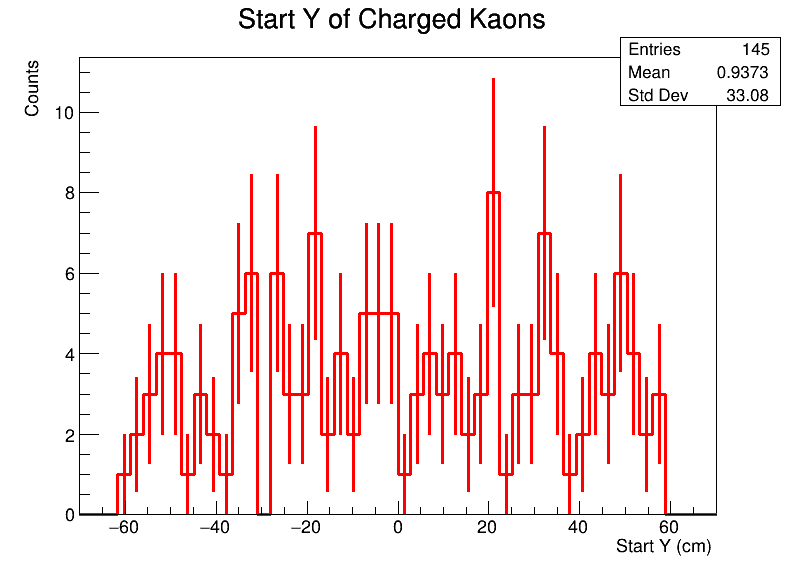 Start Y of Charged Kaons
Entries 145
Mean 0.9373
Std Dev 33.08
Counts
10
8
6
4
2
0
−60 −40 −20 0 20 40 60
Start Y (cm)